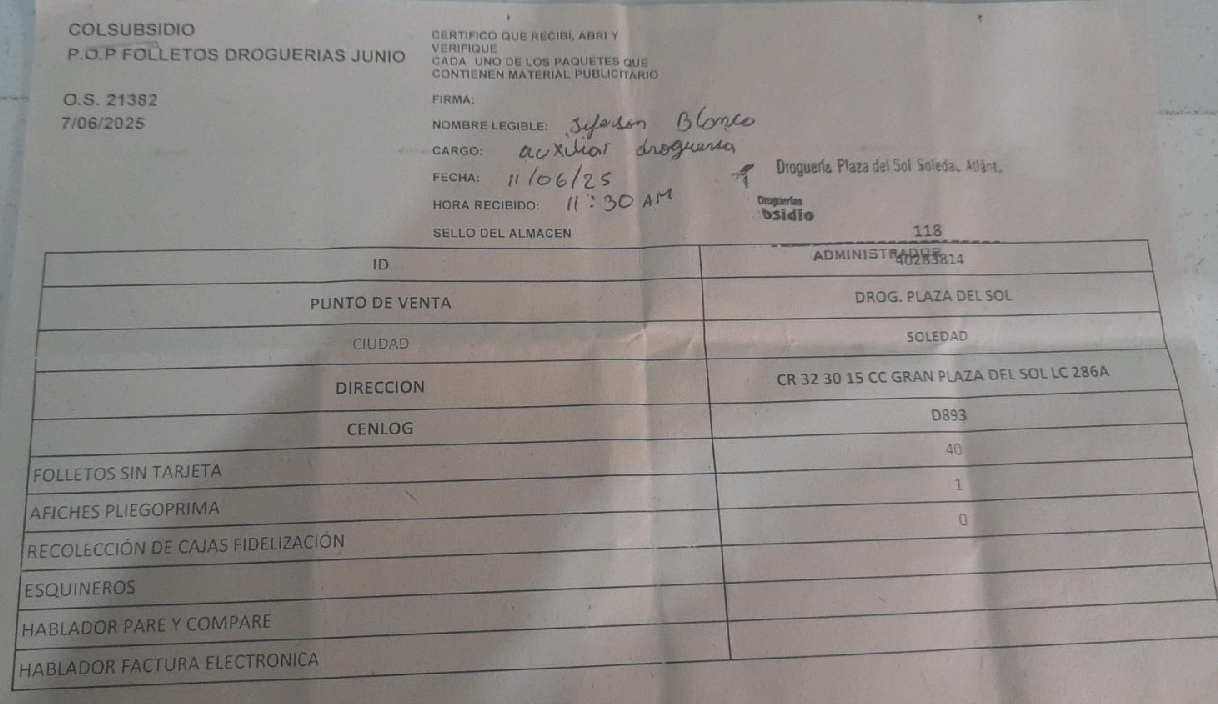 COLSUBSIDIO
P.O.P FOLLETOS DROGUERIAS JUNIO
O.S. 21382
7/06/2025
CERTIFICO QUE RECIBI, ABRI Y
VERIFIQUE
CADA UNO DE LOS PAQUETES QUE
CONTIENEN MATERIAL PUBLICITARIO
FIRMA:
NOMBRE LEGIBLE: Jeferson Blanco
CARGO: auxiliar drogueria
FECHA: 11/06/25
HORA RECIBIDO: 11:30 AM
SELLO DEL ALMACEN
Droguería Plaza del Sol Soledad, Atlánt.
Droguerías
bsidio
118
ADMINISTRADOR
ID 40283814
PUNTO DE VENTA DROG. PLAZA DEL SOL
CIUDAD SOLEDAD
DIRECCION CR 32 30 15 CC GRAN PLAZA DEL SOL LC 286A
CENLOG D893
FOLLETOS SIN TARJETA 40
AFICHES PLIEGOPRIMA 1
RECOLECCIÓN DE CAJAS FIDELIZACIÓN 0
ESQUINEROS
HABLADOR PARE Y COMPARE
HABLADOR FACTURA ELECTRONICA